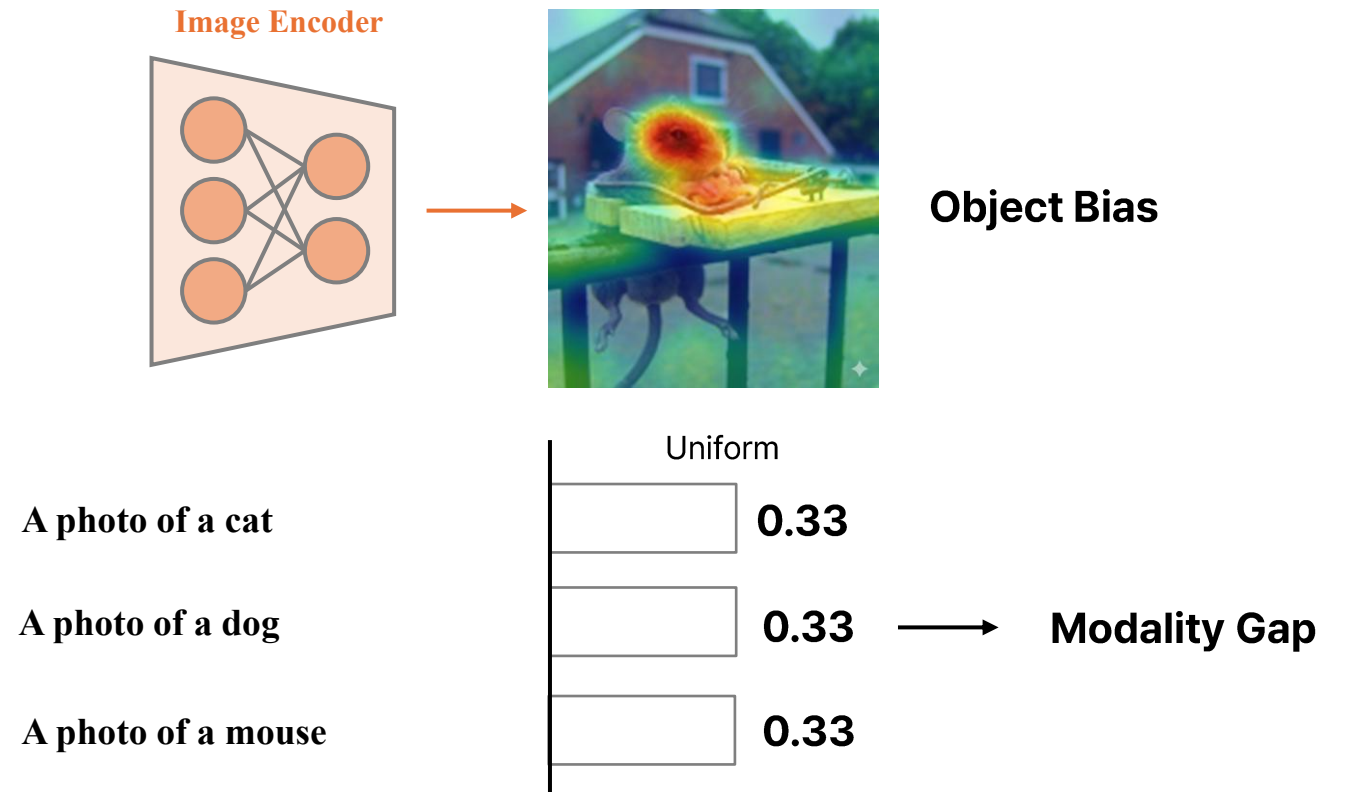 Image Encoder
Object Bias
Uniform
A photo of a cat
0.33
A photo of a dog
0.33
Modality Gap
A photo of a mouse
0.33